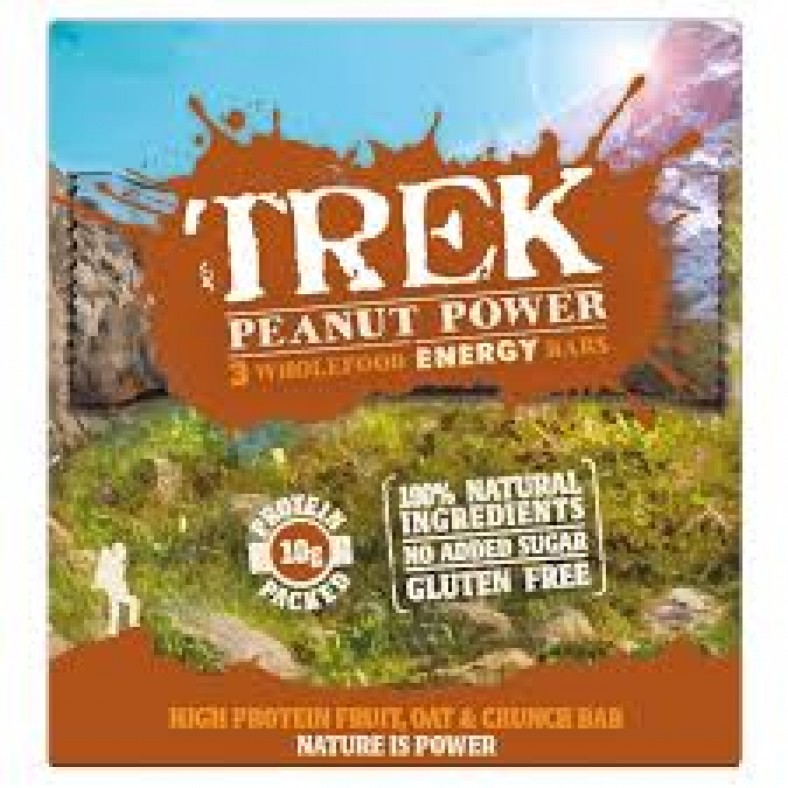 TREK
PEANUT POWER
3 WHOLEFOOD ENERGY BARS
PROTEIN
10g
PACKED
100% NATURAL
INGREDIENTS
NO ADDED SUGAR
GLUTEN FREE
HIGH PROTEIN FRUIT, OAT & CRUNCH BAR
NATURE IS POWER